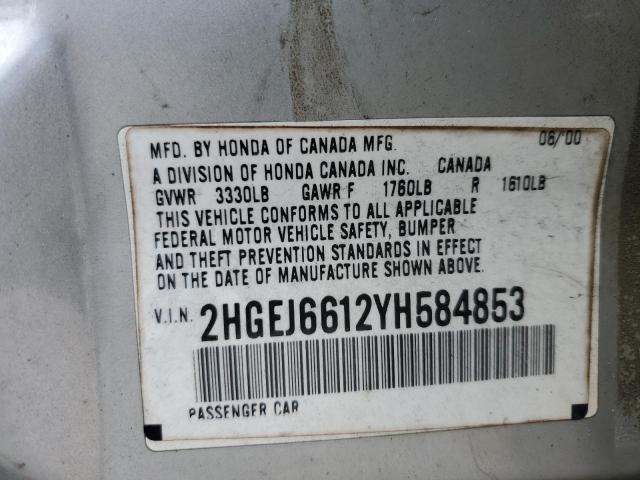 MFD. BY HONDA OF CANADA MFG. 06/00
A DIVISION OF HONDA CANADA INC. CANADA
GVWR 3330LB GAWR F 1760LB R 1610LB
THIS VEHICLE CONFORMS TO ALL APPLICABLE
FEDERAL MOTOR VEHICLE SAFETY, BUMPER
AND THEFT PREVENTION STANDARDS IN EFFECT
ON THE DATE OF MANUFACTURE SHOWN ABOVE.
V.I.N. 2HGEJ6612YH584853
PASSENGER CAR